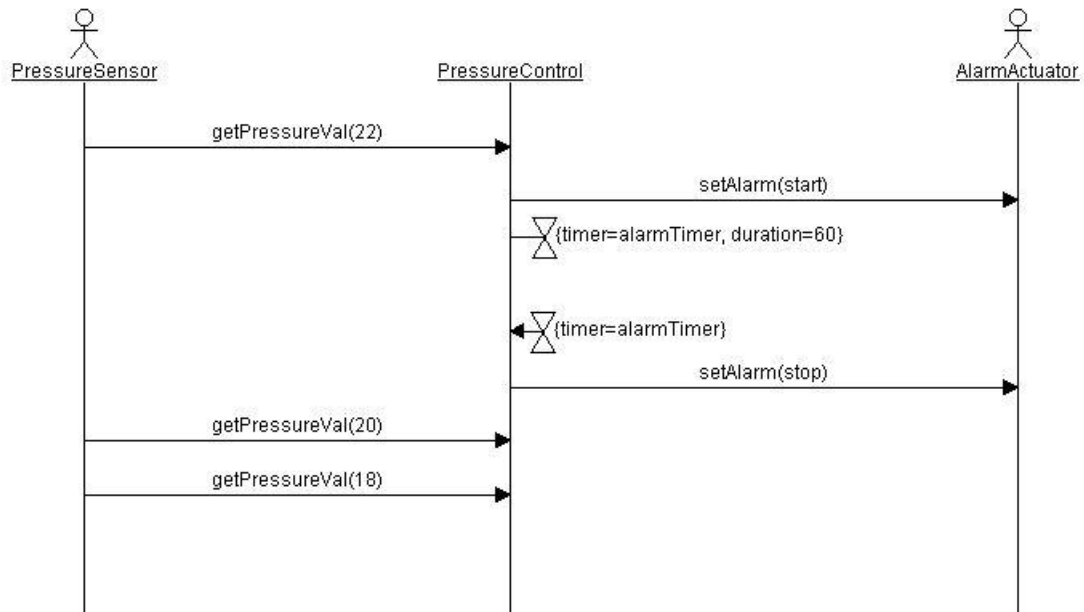 PressureSensor
PressureControl
AlarmActuator
getPressureVal(22)
setAlarm(start)
{timer=alarmTimer, duration=60}
{timer=alarmTimer}
setAlarm(stop)
getPressureVal(20)
getPressureVal(18)